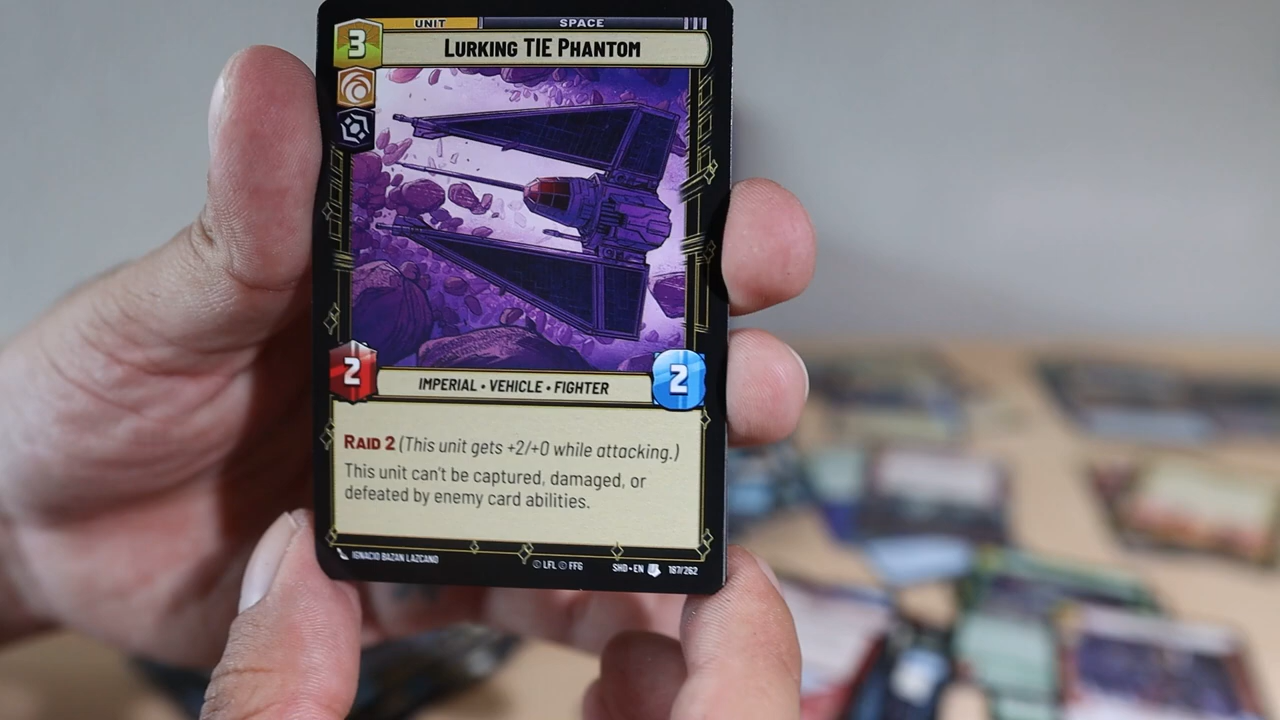 UNIT
SPACE
3
LURKING TIE PHANTOM
2
IMPERIAL • VEHICLE • FIGHTER
2
RAID 2 (This unit gets +2/+0 while attacking.)
This unit can't be captured, damaged, or
defeated by enemy card abilities.
IGNACIO BAZAN LAZCANO
© LFL © FFG
SHD • EN
187/262